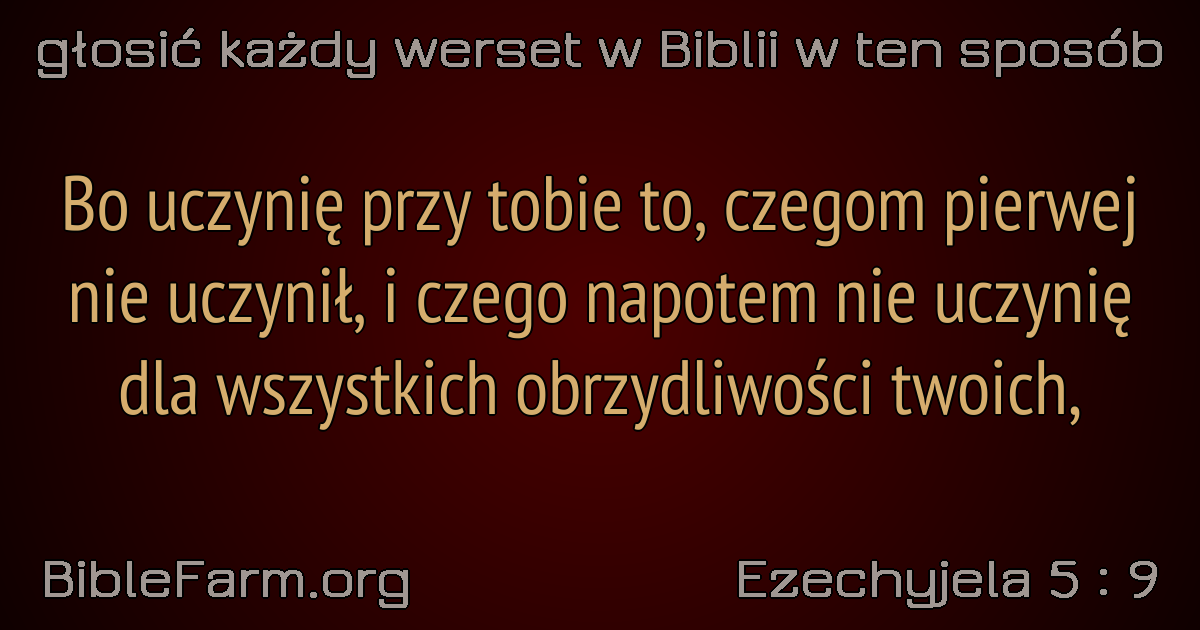 głosić każdy werset w Biblii w ten sposób
Bo uczynię przy tobie to, czegom pierwej
nie uczynił, i czego napotem nie uczynię
dla wszystkich obrzydliwości twoich,
BibleFarm.org
Ezechyjela 5 : 9